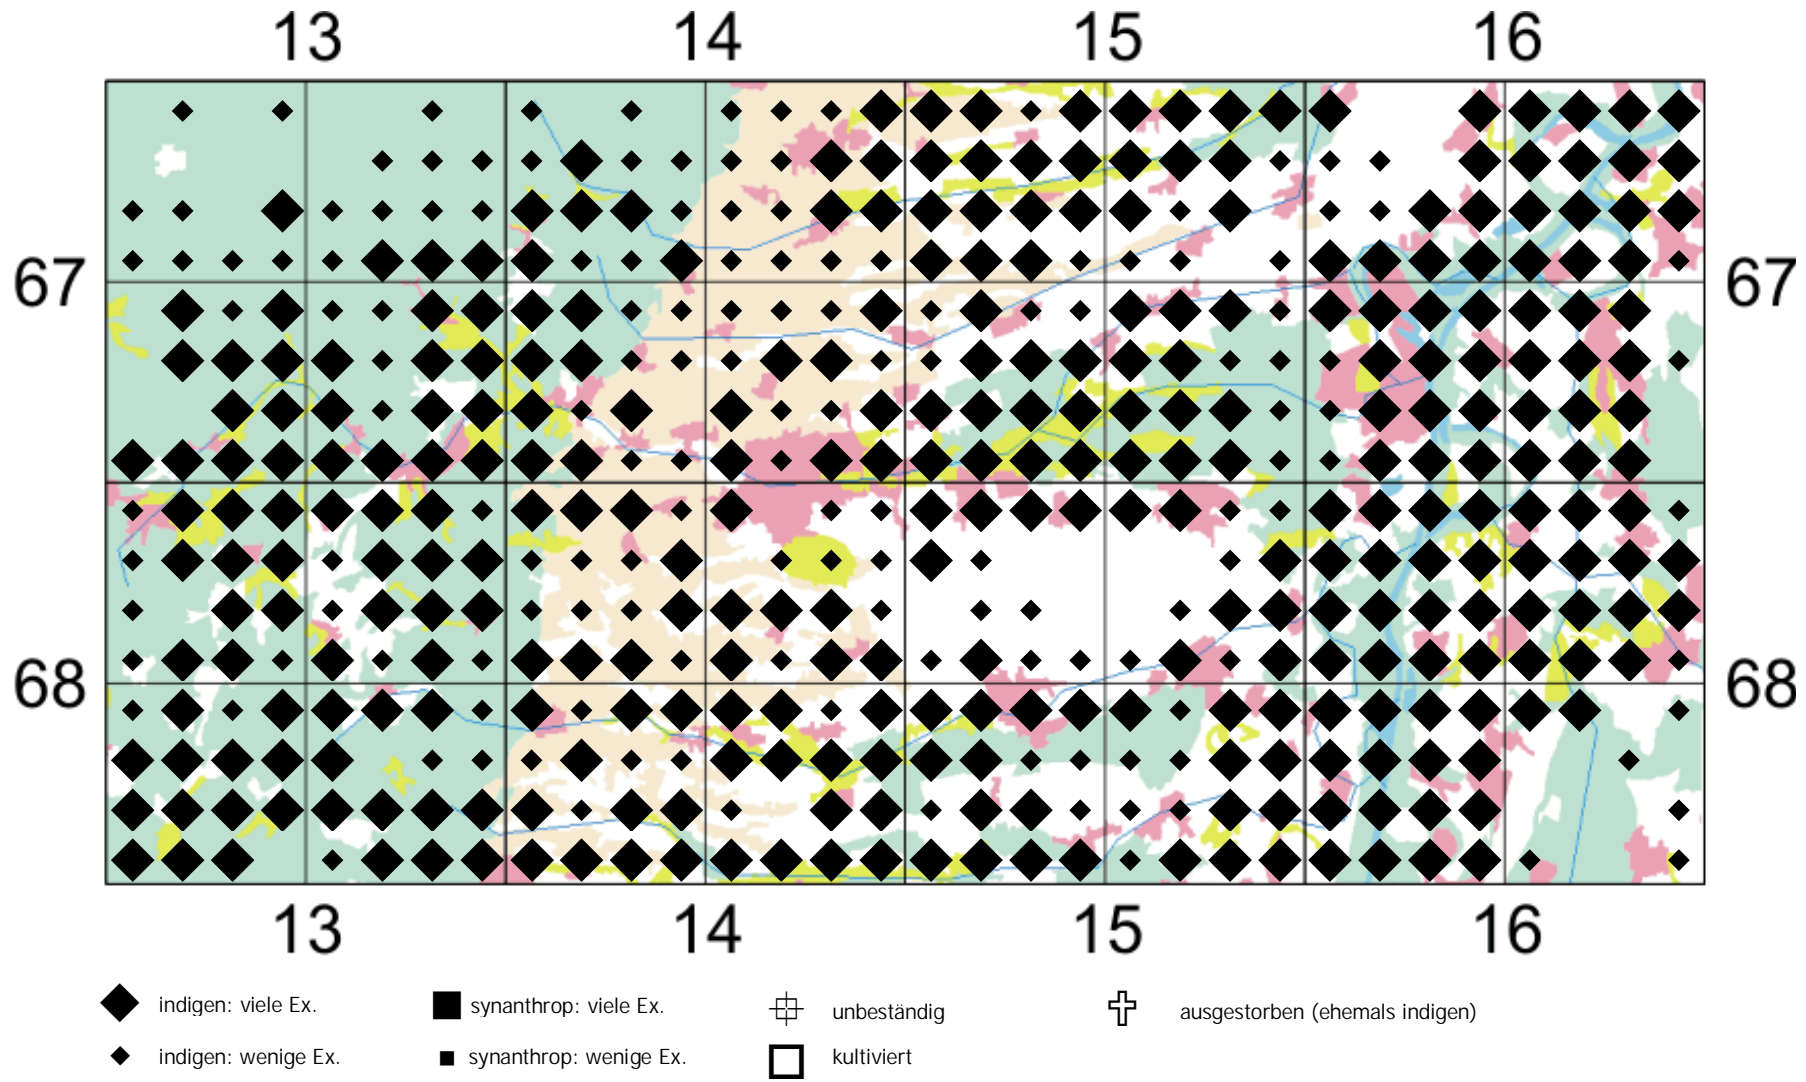 13 14 15 16
67 67
68 68
13 14 15 16
indigen: viele Ex. synanthrop: viele Ex. unbeständig ausgestorben (ehemals indigen)
indigen: wenige Ex. synanthrop: wenige Ex. kultiviert